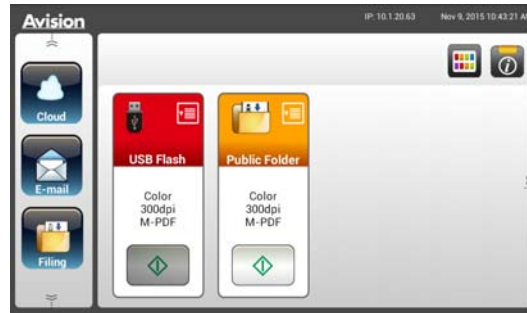 Avision
IP: 10.1.20.63
Nov 9, 2015 10:43:21 A
Cloud
E-mail
Filing
USB Flash
Color
300dpi
M-PDF
Public Folder
Color
300dpi
M-PDF